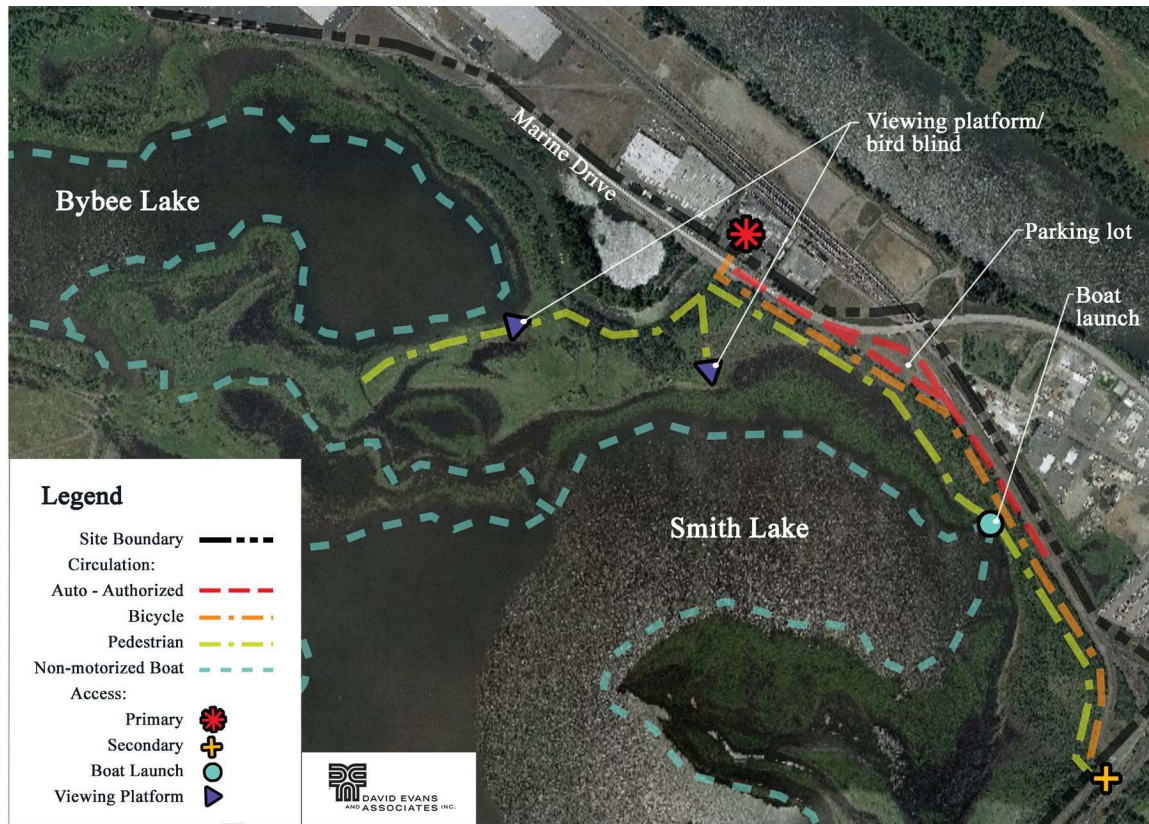 Marine Drive
Viewing platform/
bird blind
Bybee Lake
Parking lot
Boat
launch
Smith Lake
Legend
Site Boundary
Circulation:
Auto - Authorized
Bicycle
Pedestrian
Non-motorized Boat
Access:
Primary
Secondary
Boat Launch
Viewing Platform
DAVID EVANS
AND ASSOCIATES INC.